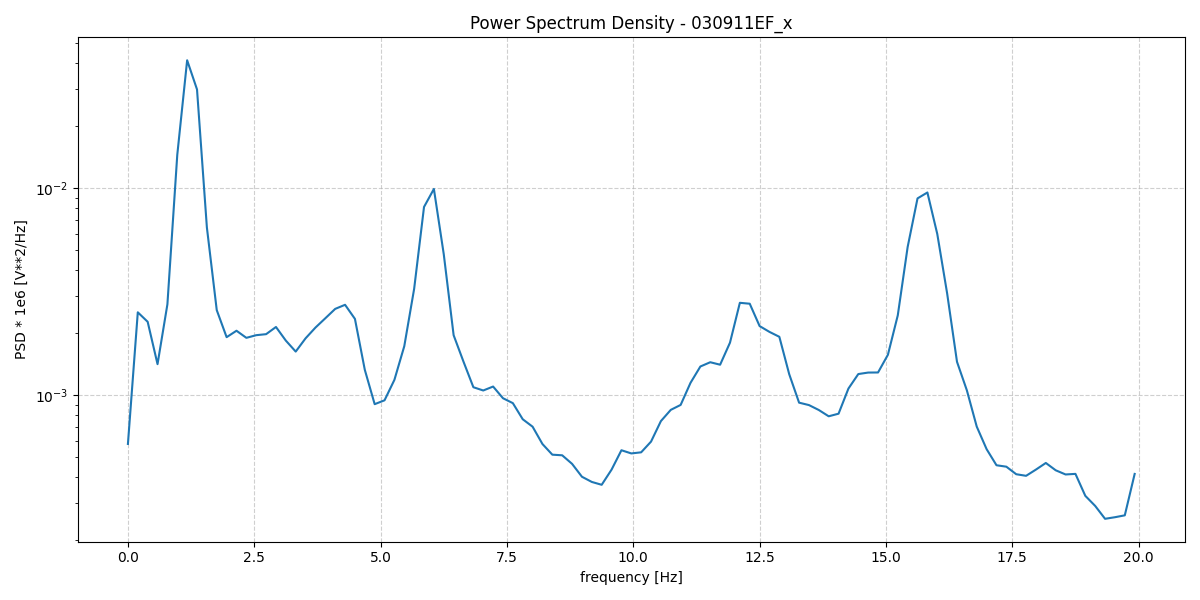 Power Spectrum Density - 030911EF_x
PSD * 1e6 [V**2/Hz]
10⁻²
10⁻³
0.0 2.5 5.0 7.5 10.0 12.5 15.0 17.5 20.0
frequency [Hz]